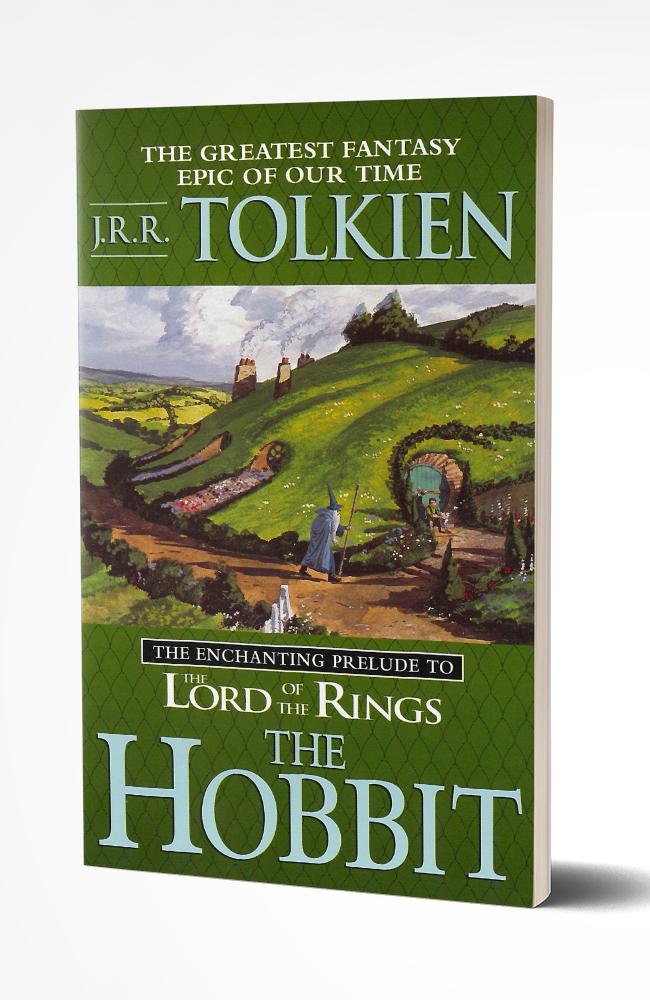 THE GREATEST FANTASY
EPIC OF OUR TIME
J.R.R. TOLKIEN
THE ENCHANTING PRELUDE TO
THE LORD OF THE RINGS
THE
HOBBIT